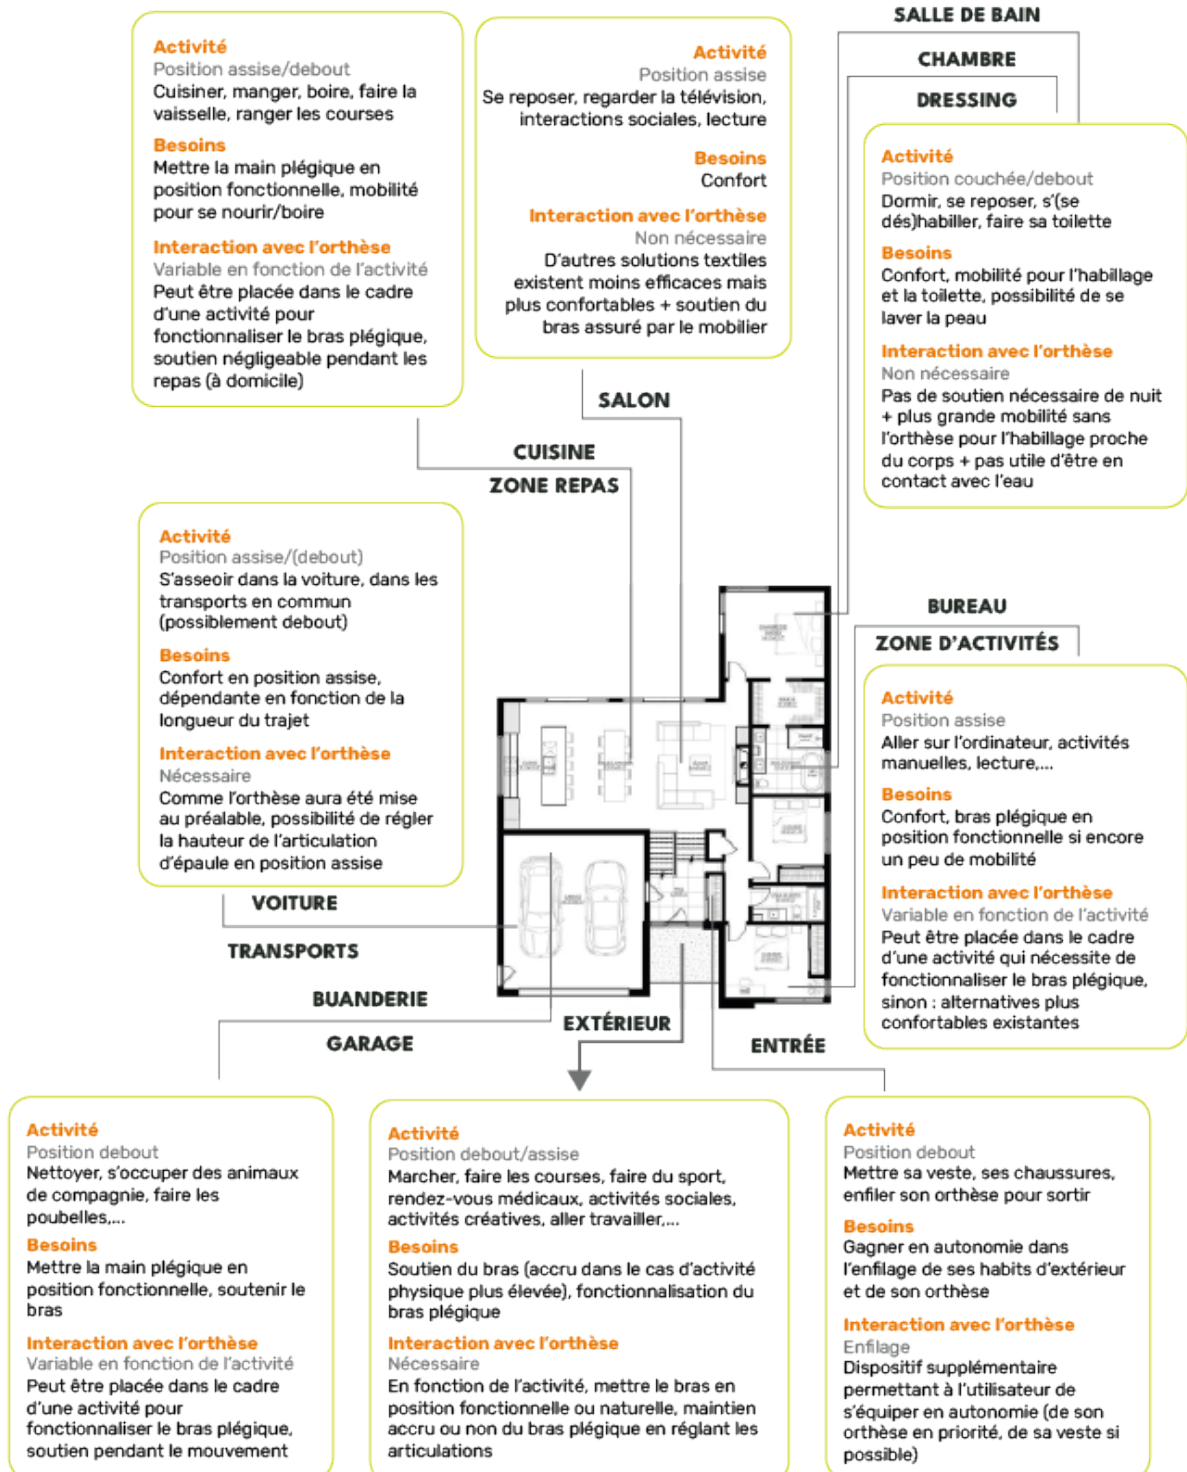 SALLE DE BAIN
CHAMBRE
DRESSING
Activité
Position assise/debout
Cuisiner, manger, boire, faire la
vaisselle, ranger les courses
Besoins
Mettre la main plégique en
position fonctionnelle, mobilité
pour se nourir/boire
Interaction avec l'orthèse
Variable en fonction de l'activité
Peut être placée dans le cadre
d'une activité pour
fonctionnaliser le bras plégique,
soutien négligeable pendant les
repas (à domicile)
Activité
Position assise
Se reposer, regarder la télévision,
interactions sociales, lecture
Besoins
Confort
Interaction avec l'orthèse
Non nécessaire
D'autres solutions textiles
existent moins efficaces mais
plus confortables + soutien du
bras assuré par le mobilier
Activité
Position couchée/debout
Dormir, se reposer, s'(se
dés)habiller, faire sa toilette
Besoins
Confort, mobilité pour l'habillage
et la toilette, possibilité de se
laver la peau
Interaction avec l'orthèse
Non nécessaire
Pas de soutien nécessaire de nuit
+ plus grande mobilité sans
l'orthèse pour l'habillage proche
du corps + pas utile d'être en
contact avec l'eau
SALON
CUISINE
ZONE REPAS
Activité
Position assise/(debout)
S'asseoir dans la voiture, dans les
transports en commun
(possiblement debout)
Besoins
Confort en position assise,
dépendante en fonction de la
longueur du trajet
Interaction avec l'orthèse
Nécessaire
Comme l'orthèse aura été mise
au préalable, possibilité de régler
la hauteur de l'articulation
d'épaule en position assise
VOITURE
TRANSPORTS
BUREAU
ZONE D'ACTIVITÉS
Activité
Position assise
Aller sur l'ordinateur, activités
manuelles, lecture,...
Besoins
Confort, bras plégique en
position fonctionnelle si encore
un peu de mobilité
Interaction avec l'orthèse
Variable en fonction de l'activité
Peut être placée dans le cadre
d'une activité qui nécessite de
fonctionnaliser le bras plégique,
sinon : alternatives plus
confortables existantes
BUANDERIE
GARAGE
EXTÉRIEUR
ENTRÉE
Activité
Position debout
Nettoyer, s'occuper des animaux
de compagnie, faire les
poubelles,...
Besoins
Mettre la main plégique en
position fonctionnelle, soutenir le
bras
Interaction avec l'orthèse
Variable en fonction de l'activité
Peut être placée dans le cadre
d'une activité pour
fonctionnaliser le bras plégique,
soutien pendant le mouvement
Activité
Position debout/assise
Marcher, faire les courses, faire du sport,
rendez-vous médicaux, activités sociales,
activités créatives, aller travailler,...
Besoins
Soutien du bras (accru dans le cas d'activité
physique plus élevée), fonctionnalisation du
bras plégique
Interaction avec l'orthèse
Nécessaire
En fonction de l'activité, mettre le bras en
position fonctionnelle ou naturelle, maintien
accru ou non du bras plégique en réglant les
articulations
Activité
Position debout
Mettre sa veste, ses chaussures,
enfiler son orthèse pour sortir
Besoins
Gagner en autonomie dans
l'enfilage de ses habits d'extérieur
et de son orthèse
Interaction avec l'orthèse
Enfilage
Dispositif supplémentaire
permettant à l'utilisateur de
s'équiper en autonomie (de son
orthèse en priorité, de sa veste si
possible)